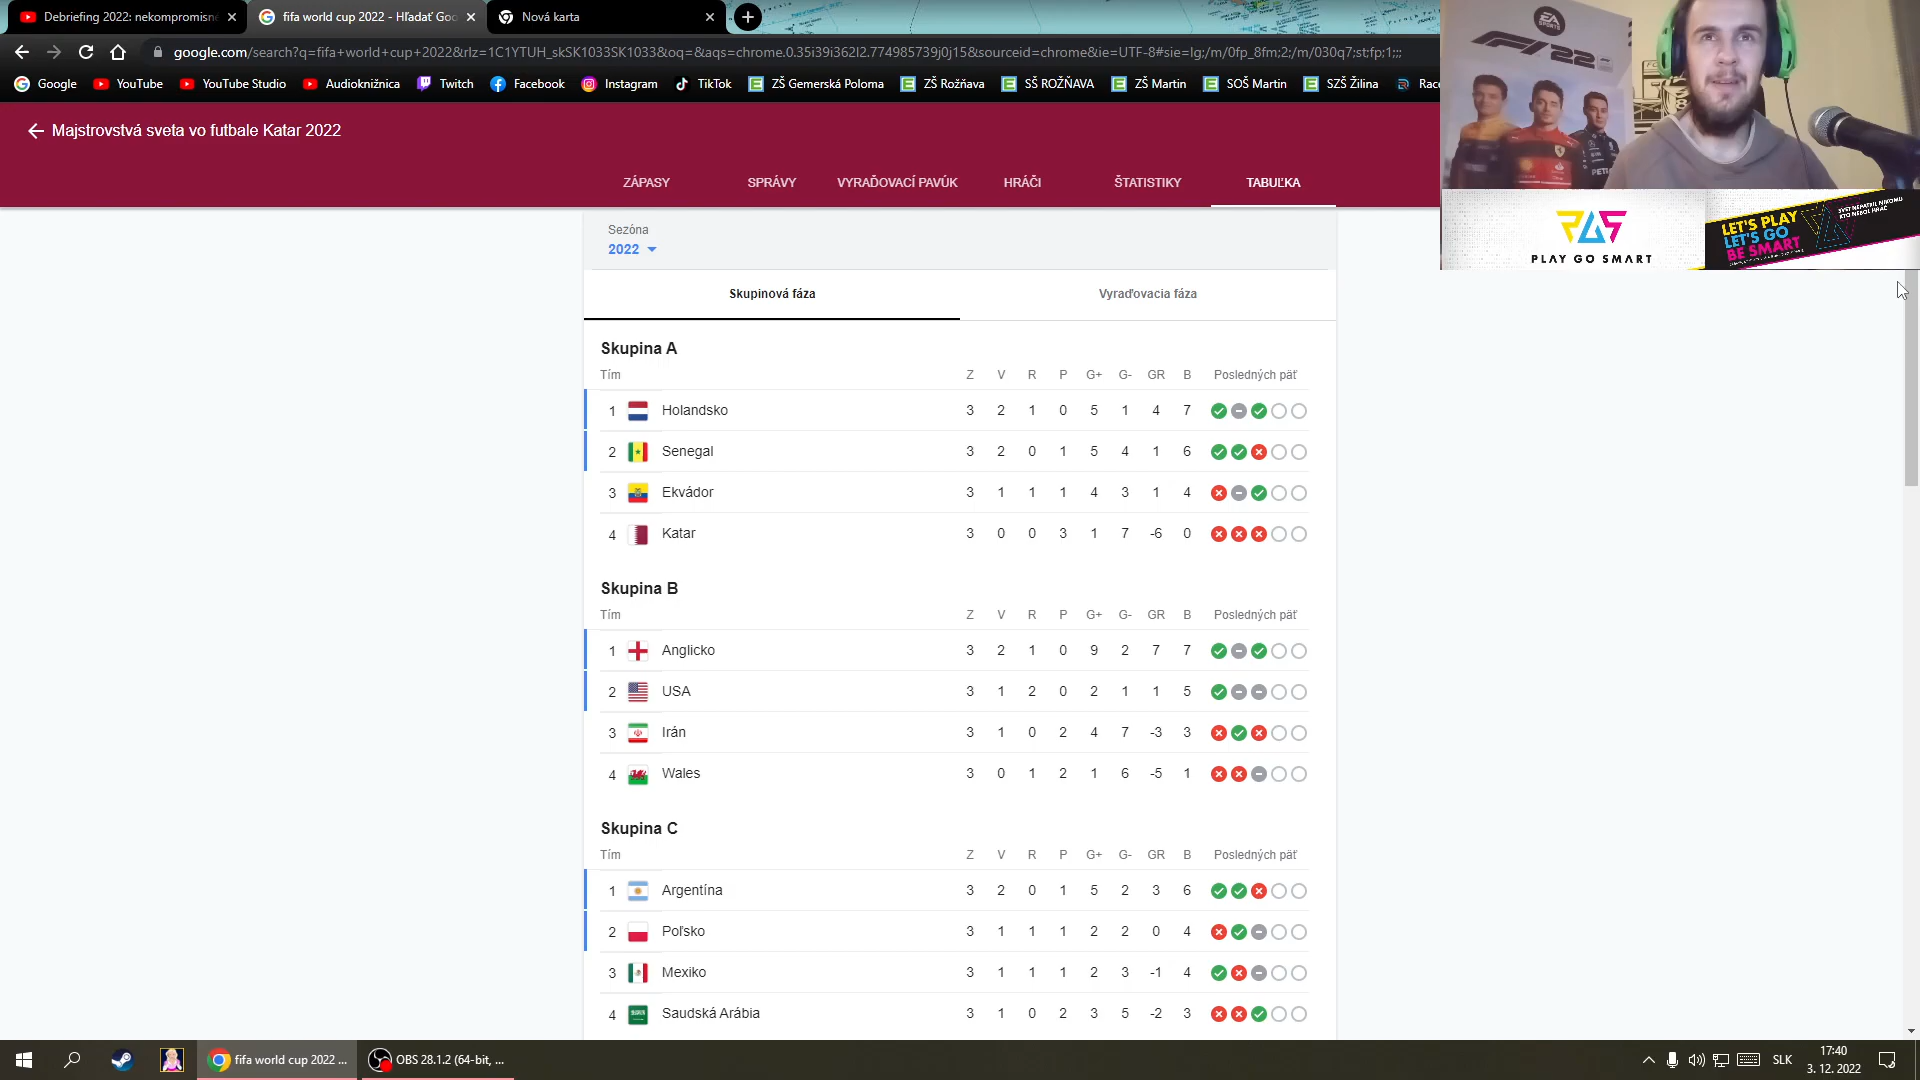 Debriefing 2022: nekompromisne
fifa world cup 2022 - Hľadať Goo
Nová karta
google.com/search?q=fifa+world+cup+2022&rlz=1C1YTUH_skSK1033SK1033&oq=&aqs=chrome.0.35i39i362l2.774985739j0j15&sourceid=chrome&ie=UTF-8#sie=lg;/m/0fp_8fm;2;/m/030q7;st;fp;1;;;
Google YouTube YouTube Studio Audioknižnica Twitch Facebook Instagram TikTok ZŠ Gemerská Poloma ZŠ Rožňava SŠ ROŽŇAVA ZŠ Martin SOŠ Martin SZŠ Žilina Race
Majstrovstvá sveta vo futbale Katar 2022
ZÁPASY SPRÁVY VYRAĎOVACÍ PAVÚK HRÁČI ŠTATISTIKY TABUĽKA
EA SPORTS
F1 22
PETR
PLAY GO SMART
LET'S PLAY
LET'S GO
BE SMART
SVET NEPATRIL NIKOMU
KTO NEBOL HRÁČ
Sezóna
2022
Skupinová fáza Vyraďovacia fáza
Skupina A
Tím Z V R P G+ G- GR B Posledných päť
1 Holandsko 3 2 1 0 5 1 4 7
2 Senegal 3 2 0 1 5 4 1 6
3 Ekvádor 3 1 1 1 4 3 1 4
4 Katar 3 0 0 3 1 7 -6 0
Skupina B
Tím Z V R P G+ G- GR B Posledných päť
1 Anglicko 3 2 1 0 9 2 7 7
2 USA 3 1 2 0 2 1 1 5
3 Irán 3 1 0 2 4 7 -3 3
4 Wales 3 0 1 2 1 6 -5 1
Skupina C
Tím Z V R P G+ G- GR B Posledných päť
1 Argentína 3 2 0 1 5 2 3 6
2 Poľsko 3 1 1 1 2 2 0 4
3 Mexiko 3 1 1 1 2 3 -1 4
4 Saudská Arábia 3 1 0 2 3 5 -2 3
fifa world cup 2022 ...
OBS 28.1.2 (64-bit, ...
SLK
17:40
3. 12. 2022